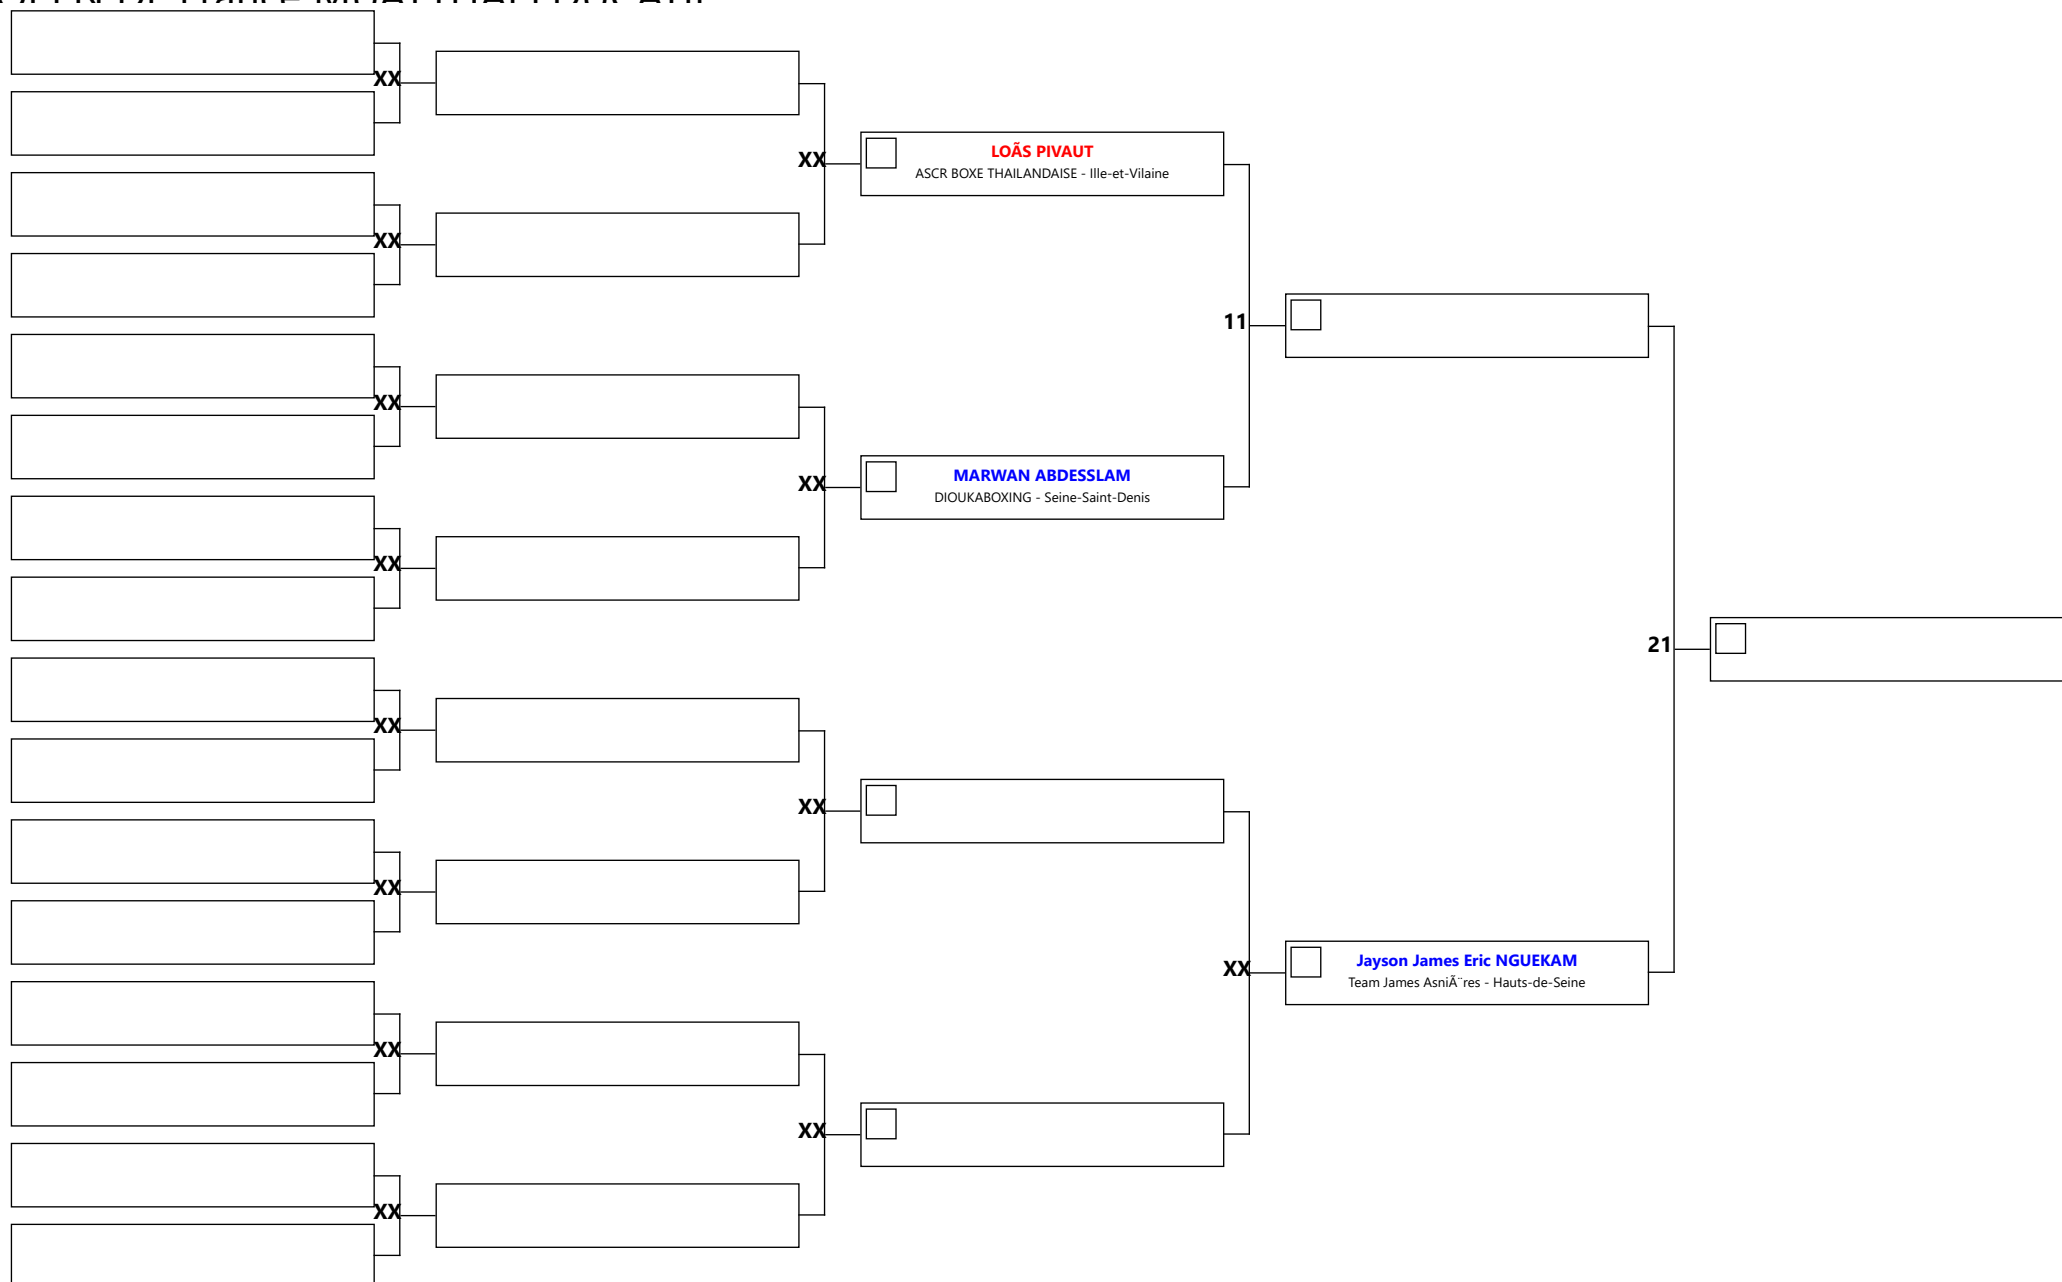 XX
XX
XX
LOÃS PIVAUT
ASCR BOXE THAILANDAISE - Ille-et-Vilaine
XX
11
XX
MARWAN ABDESSLAM
DIOUKABOXING - Seine-Saint-Denis
XX
XX
21
XX
XX
XX
XX
Jayson James Eric NGUEKAM
Team James AsniÃ¨res - Hauts-de-Seine
XX
XX
XX